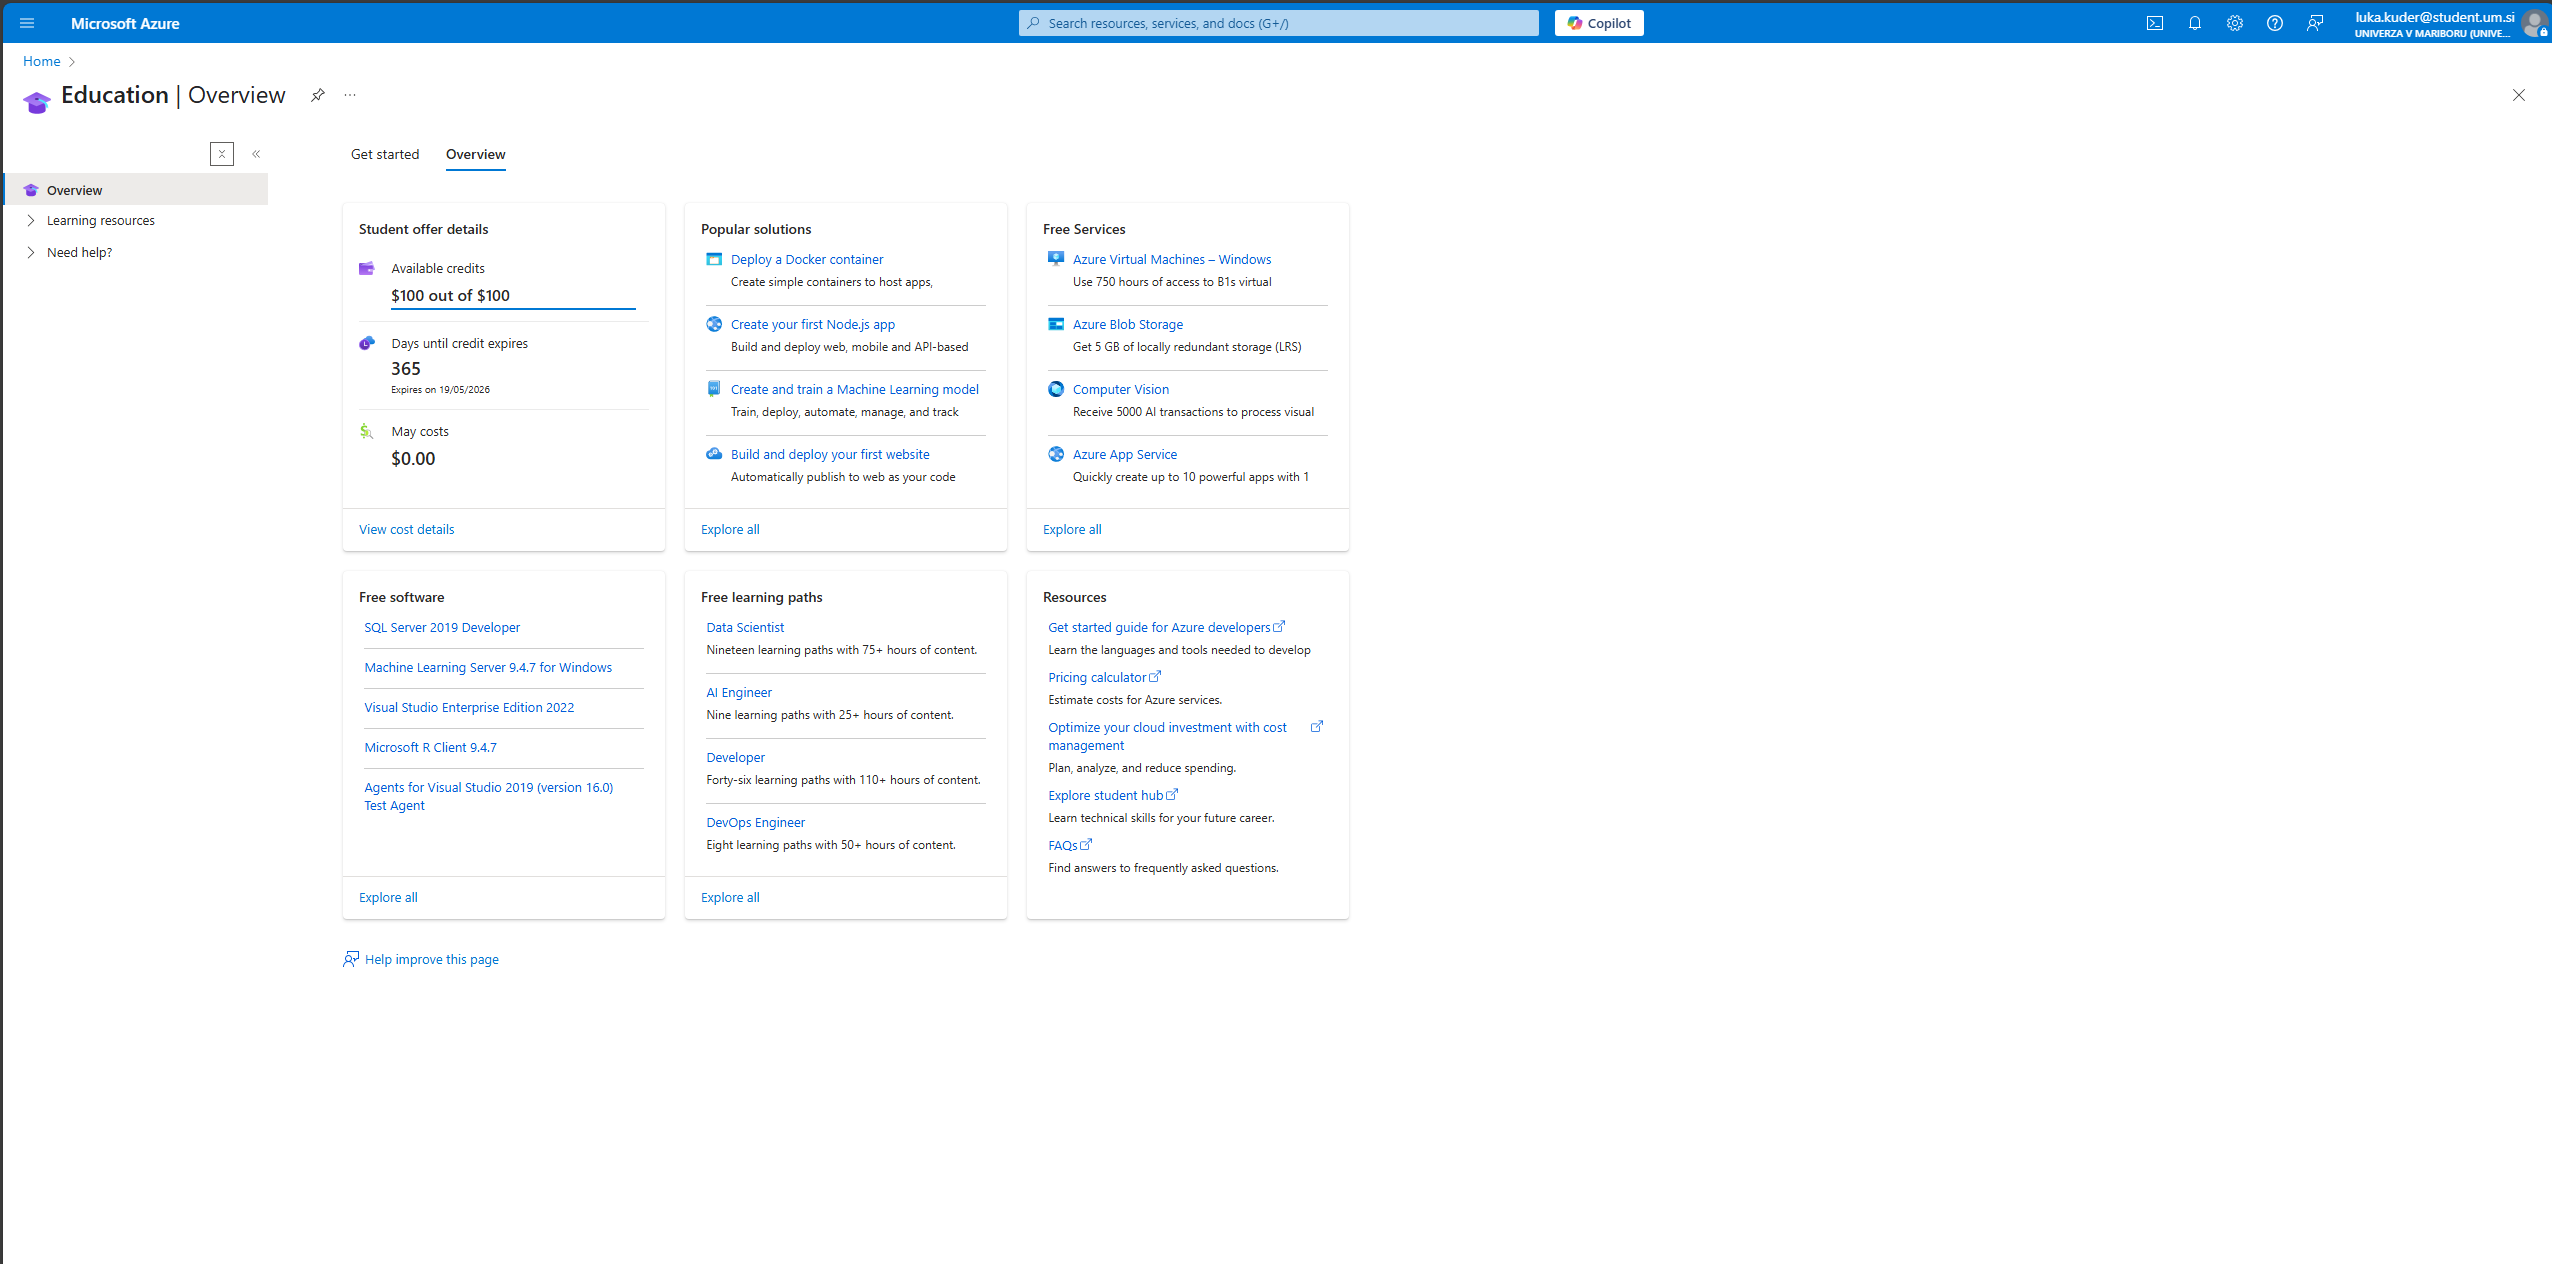 Microsoft Azure
Search resources, services, and docs (G+/)
Copilot
luka.kuder@student.um.si
UNIVERZA V MARIBORU (UNIVE...
Home
Education | Overview
Overview
Learning resources
Need help?
Get started
Overview
Student offer details
Available credits
$100 out of $100
Days until credit expires
365
Expires on 19/05/2026
May costs
$0.00
View cost details
Popular solutions
Deploy a Docker container
Create simple containers to host apps,
Create your first Node.js app
Build and deploy web, mobile and API-based
Create and train a Machine Learning model
Train, deploy, automate, manage, and track
Build and deploy your first website
Automatically publish to web as your code
Explore all
Free Services
Azure Virtual Machines – Windows
Use 750 hours of access to B1s virtual
Azure Blob Storage
Get 5 GB of locally redundant storage (LRS)
Computer Vision
Receive 5000 AI transactions to process visual
Azure App Service
Quickly create up to 10 powerful apps with 1
Explore all
Free software
SQL Server 2019 Developer
Machine Learning Server 9.4.7 for Windows
Visual Studio Enterprise Edition 2022
Microsoft R Client 9.4.7
Agents for Visual Studio 2019 (version 16.0)
Test Agent
Explore all
Free learning paths
Data Scientist
Nineteen learning paths with 75+ hours of content.
AI Engineer
Nine learning paths with 25+ hours of content.
Developer
Forty-six learning paths with 110+ hours of content.
DevOps Engineer
Eight learning paths with 50+ hours of content.
Explore all
Resources
Get started guide for Azure developers
Learn the languages and tools needed to develop
Pricing calculator
Estimate costs for Azure services.
Optimize your cloud investment with cost
management
Plan, analyze, and reduce spending.
Explore student hub
Learn technical skills for your future career.
FAQs
Find answers to frequently asked questions.
Help improve this page